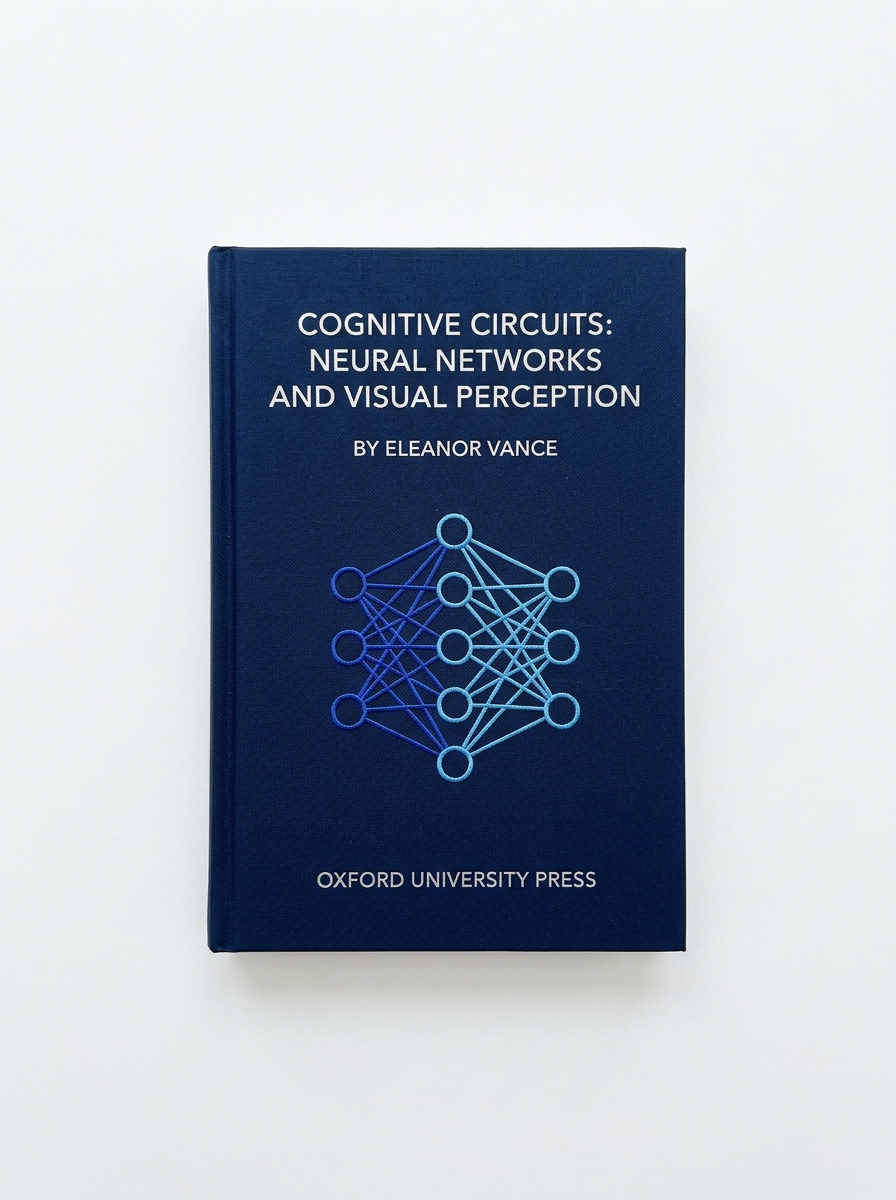 COGNITIVE CIRCUITS:
NEURAL NETWORKS
AND VISUAL PERCEPTION
BY ELEANOR VANCE
OXFORD UNIVERSITY PRESS